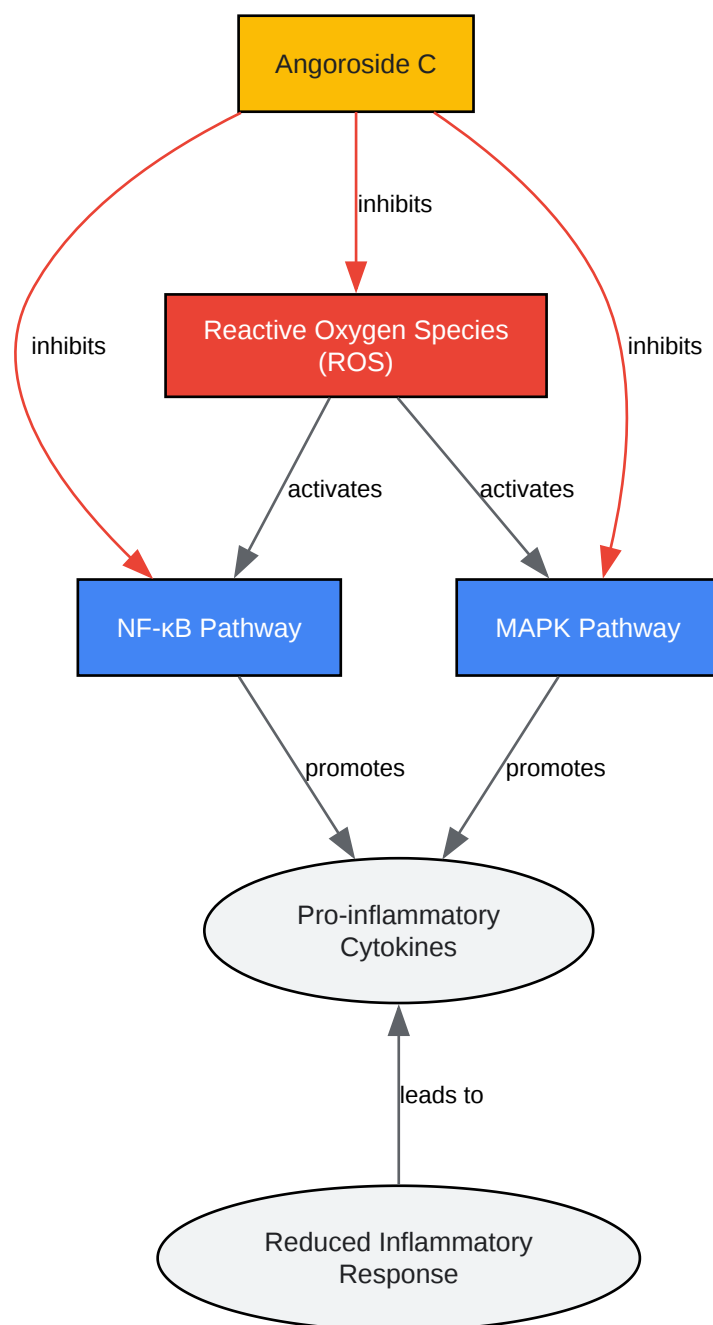 Angoroside C
inhibits
Reactive Oxygen Species
(ROS)
inhibits
inhibits
activates
activates
NF-κB Pathway
MAPK Pathway
promotes
promotes
Pro-inflammatory
Cytokines
leads to
Reduced Inflammatory
Response